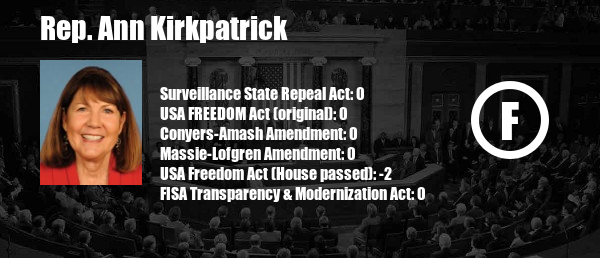 Rep. Ann Kirkpatrick
Surveillance State Repeal Act: 0
USA FREEDOM Act (original): 0
Conyers-Amash Amendment: 0
Massie-Lofgren Amendment: 0
USA Freedom Act (House passed): -2
FISA Transparency & Modernization Act: 0
F